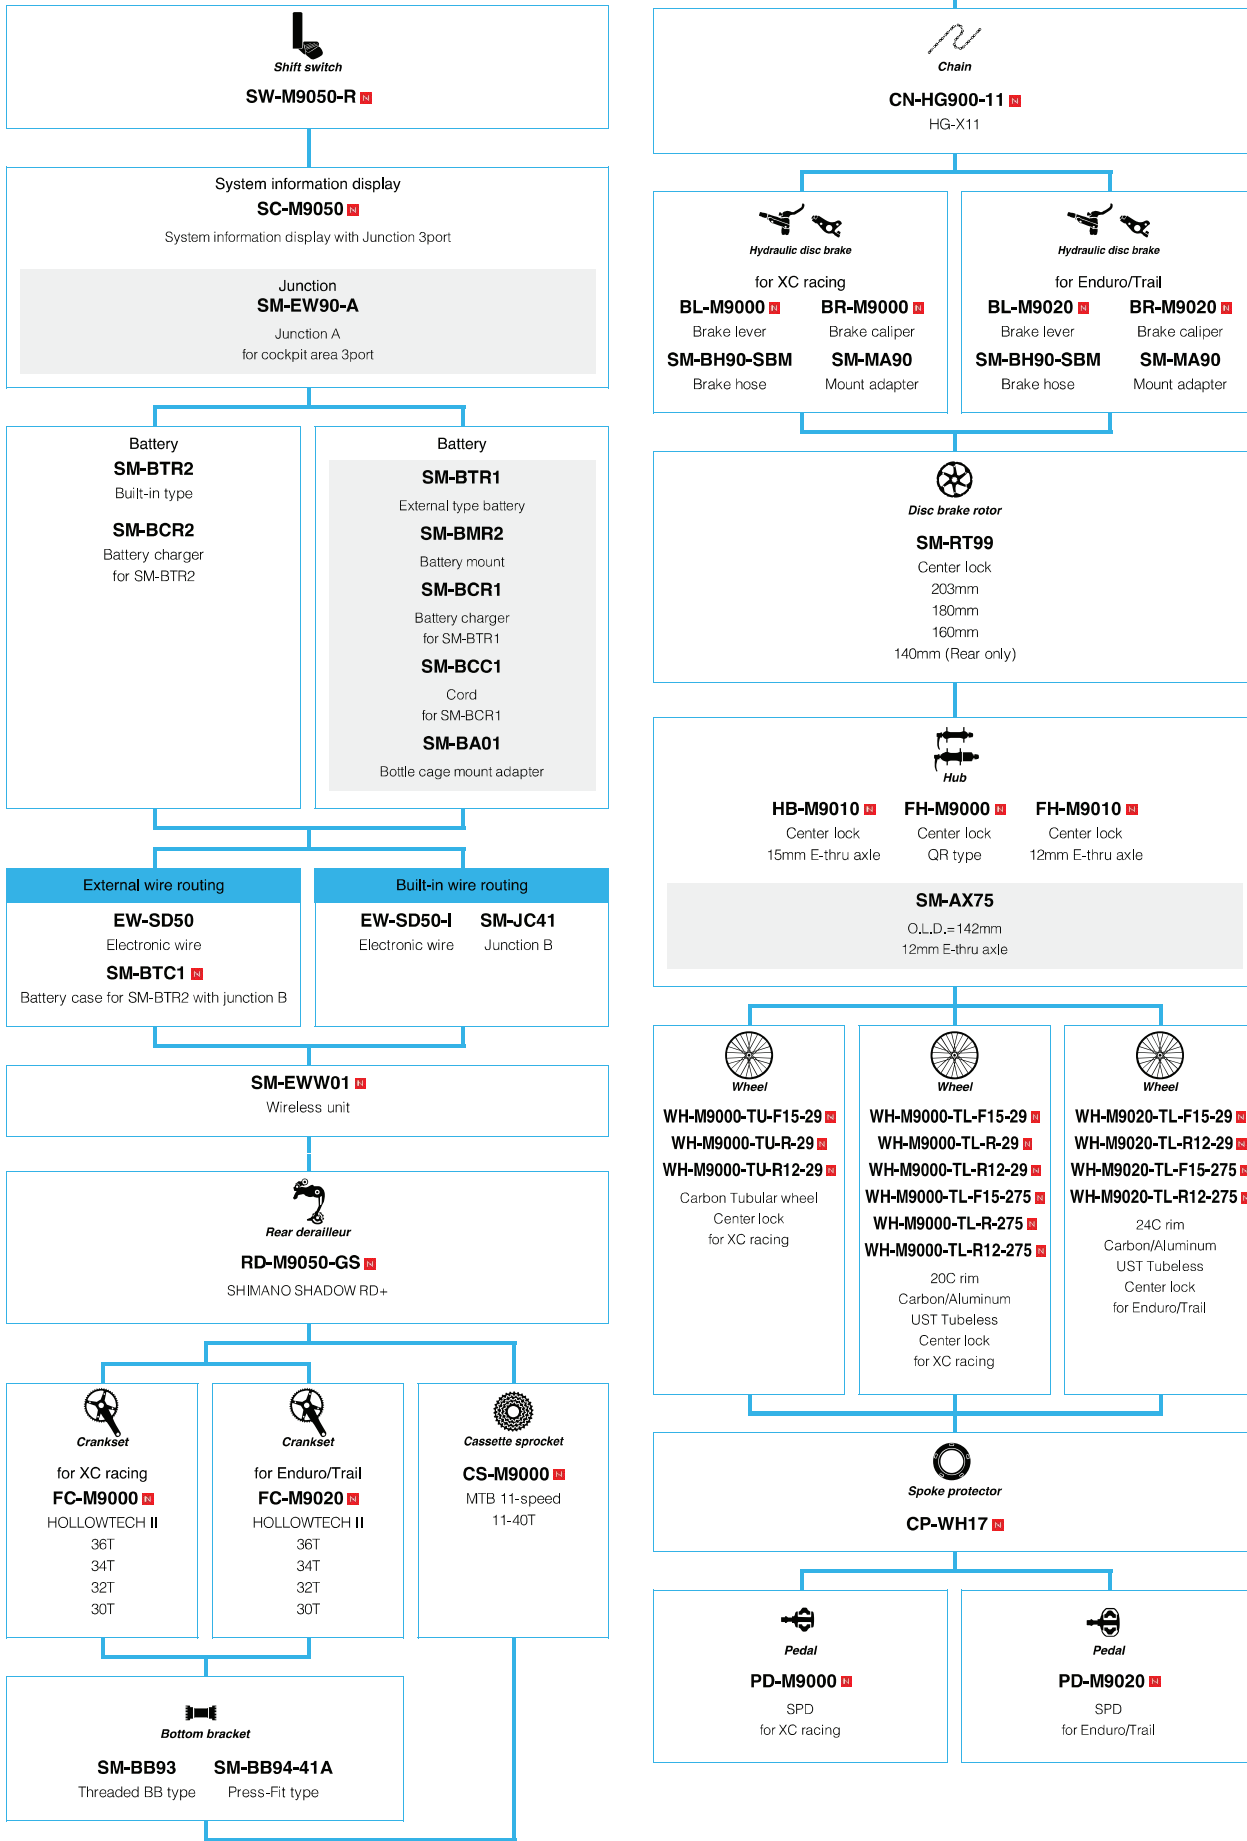 Shift switch
SW-M9050-R N
System information display
SC-M9050 N
System information display with Junction 3port
Junction
SM-EW90-A
Junction A
for cockpit area 3port
Battery
SM-BTR2
Built-in type
SM-BCR2
Battery charger
for SM-BTR2
Battery
SM-BTR1
External type battery
SM-BMR2
Battery mount
SM-BCR1
Battery charger
for SM-BTR1
SM-BCC1
Cord
for SM-BCR1
SM-BA01
Bottle cage mount adapter
External wire routing
EW-SD50
Electronic wire
SM-BTC1 N
Battery case for SM-BTR2 with junction B
Built-in wire routing
EW-SD50-I SM-JC41
Electronic wire Junction B
SM-EWW01 N
Wireless unit
Rear derailleur
RD-M9050-GS N
SHIMANO SHADOW RD+
Crankset
for XC racing
FC-M9000 N
HOLLOWTECH II
36T
34T
32T
30T
Crankset
for Enduro/Trail
FC-M9020 N
HOLLOWTECH II
36T
34T
32T
30T
Cassette sprocket
CS-M9000 N
MTB 11-speed
11-40T
Bottom bracket
SM-BB93 SM-BB94-41A
Threaded BB type Press-Fit type
Chain
CN-HG900-11 N
HG-X11
Hydraulic disc brake
for XC racing
BL-M9000 N BR-M9000 N
Brake lever Brake caliper
SM-BH90-SBM SM-MA90
Brake hose Mount adapter
Hydraulic disc brake
for Enduro/Trail
BL-M9020 N BR-M9020 N
Brake lever Brake caliper
SM-BH90-SBM SM-MA90
Brake hose Mount adapter
Disc brake rotor
SM-RT99
Center lock
203mm
180mm
160mm
140mm (Rear only)
Hub
HB-M9010 N FH-M9000 N FH-M9010 N
Center lock Center lock Center lock
15mm E-thru axle QR type 12mm E-thru axle
SM-AX75
O.L.D.=142mm
12mm E-thru axle
Wheel
WH-M9000-TU-F15-29 N
WH-M9000-TU-R-29 N
WH-M9000-TU-R12-29 N
Carbon Tubular wheel
Center lock
for XC racing
Wheel
WH-M9000-TL-F15-29 N
WH-M9000-TL-R-29 N
WH-M9000-TL-R12-29 N
WH-M9000-TL-F15-275 N
WH-M9000-TL-R-275 N
WH-M9000-TL-R12-275 N
20C rim
Carbon/Aluminum
UST Tubeless
Center lock
for XC racing
Wheel
WH-M9020-TL-F15-29 N
WH-M9020-TL-R12-29 N
WH-M9020-TL-F15-275 N
WH-M9020-TL-R12-275 N
24C rim
Carbon/Aluminum
UST Tubeless
Center lock
for Enduro/Trail
Spoke protector
CP-WH17 N
Pedal
PD-M9000 N
SPD
for XC racing
Pedal
PD-M9020 N
SPD
for Enduro/Trail